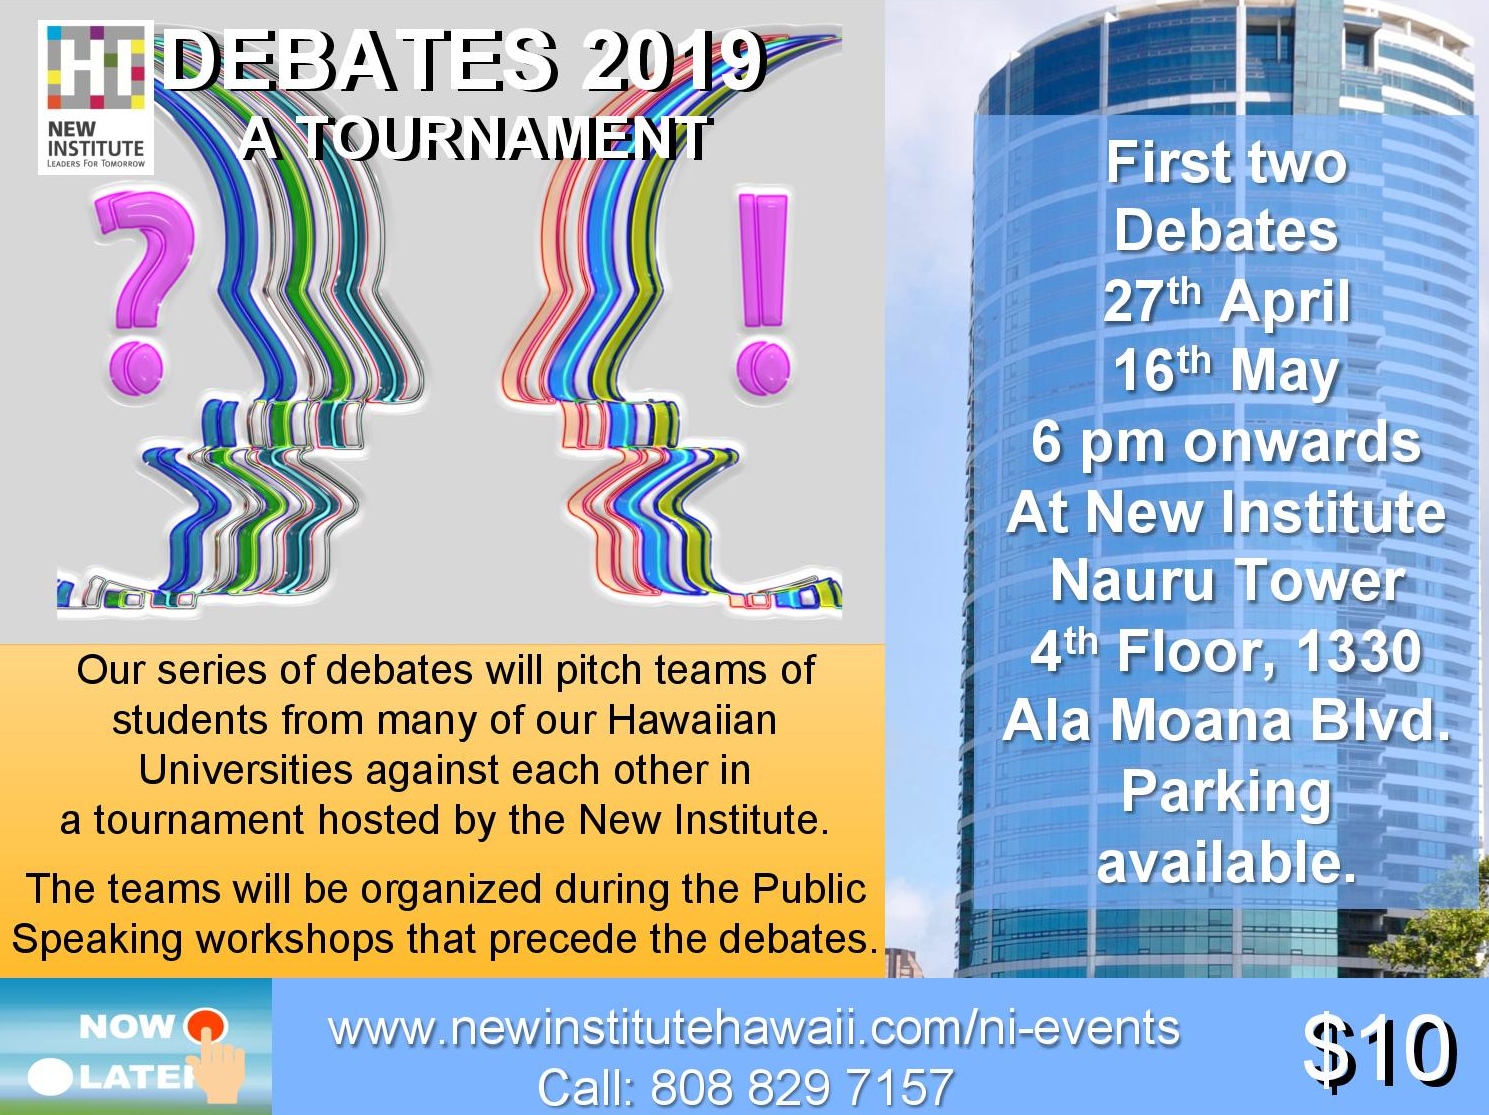 HI
NEW
INSTITUTE
LEADERS FOR TOMORROW
DEBATES 2019
A TOURNAMENT
?
!
Our series of debates will pitch teams of
students from many of our Hawaiian
Universities against each other in
a tournament hosted by the New Institute.
The teams will be organized during the Public
Speaking workshops that precede the debates.
First two
Debates
27th April
16th May
6 pm onwards
At New Institute
Nauru Tower
4th Floor, 1330
Ala Moana Blvd.
Parking
available.
NOW
LATER
www.newinstitutehawaii.com/ni-events
Call: 808 829 7157
$10